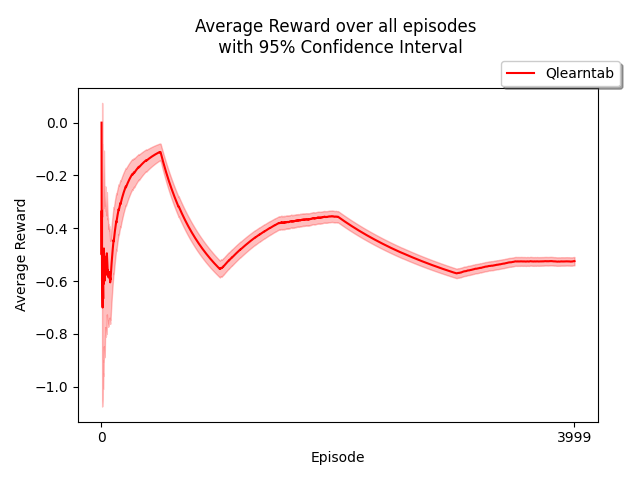 Average Reward over all episodes
with 95% Confidence Interval
Qlearntab
0.0
−0.2
−0.4
−0.6
−0.8
−1.0
Average Reward
0
3999
Episode